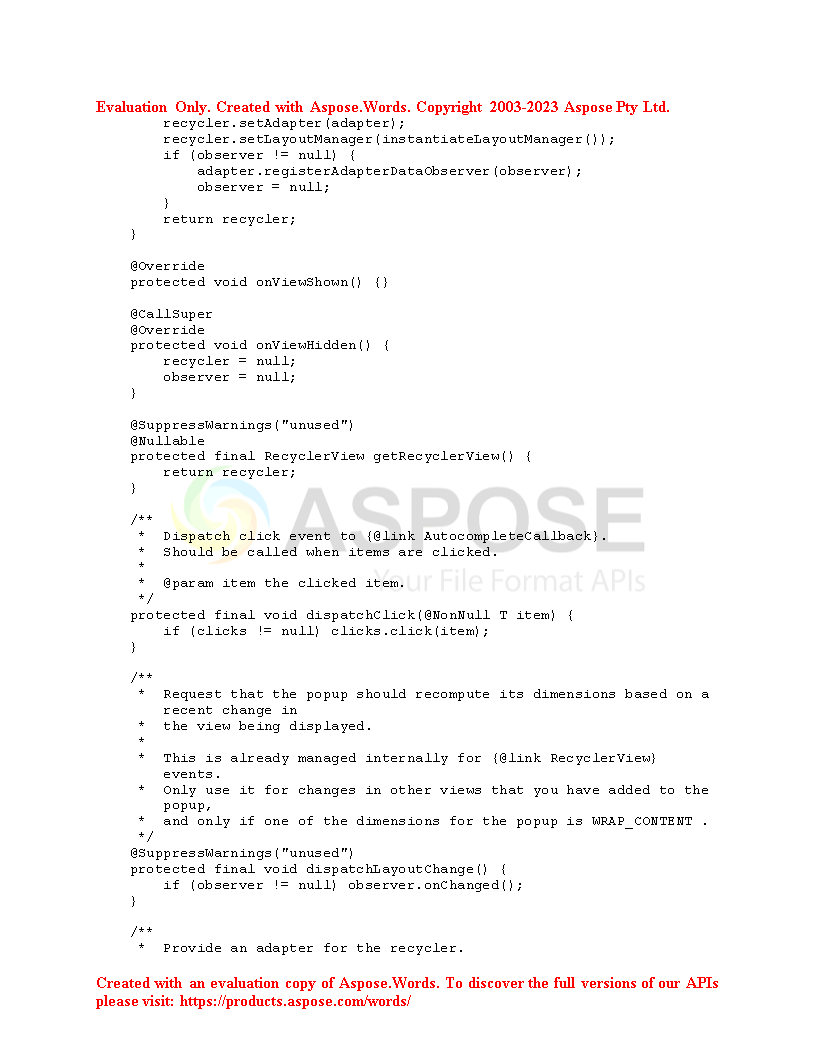 Evaluation Only. Created with Aspose.Words. Copyright 2003-2023 Aspose Pty Ltd.
        recycler.setAdapter(adapter);
        recycler.setLayoutManager(instantiateLayoutManager());
        if (observer != null) {
            adapter.registerAdapterDataObserver(observer);
            observer = null;
        }
        return recycler;
    }

    @Override
    protected void onViewShown() {}

    @CallSuper
    @Override
    protected void onViewHidden() {
        recycler = null;
        observer = null;
    }

    @SuppressWarnings("unused")
    @Nullable
    protected final RecyclerView getRecyclerView() {
        return recycler;
    }

    /**
     *  Dispatch click event to {@link AutocompleteCallback}.
     *  Should be called when items are clicked.
     *
     *  @param item the clicked item.
     */
    protected final void dispatchClick(@NonNull T item) {
        if (clicks != null) clicks.click(item);
    }

    /**
     *  Request that the popup should recompute its dimensions based on a
        recent change in
     *  the view being displayed.
     *
     *  This is already managed internally for {@link RecyclerView}
        events.
     *  Only use it for changes in other views that you have added to the
        popup,
     *  and only if one of the dimensions for the popup is WRAP_CONTENT .
     */
    @SuppressWarnings("unused")
    protected final void dispatchLayoutChange() {
        if (observer != null) observer.onChanged();
    }

    /**
     *  Provide an adapter for the recycler.
ASPOSE
Your File Format APIs
Created with an evaluation copy of Aspose.Words. To discover the full versions of our APIs
please visit: https://products.aspose.com/words/